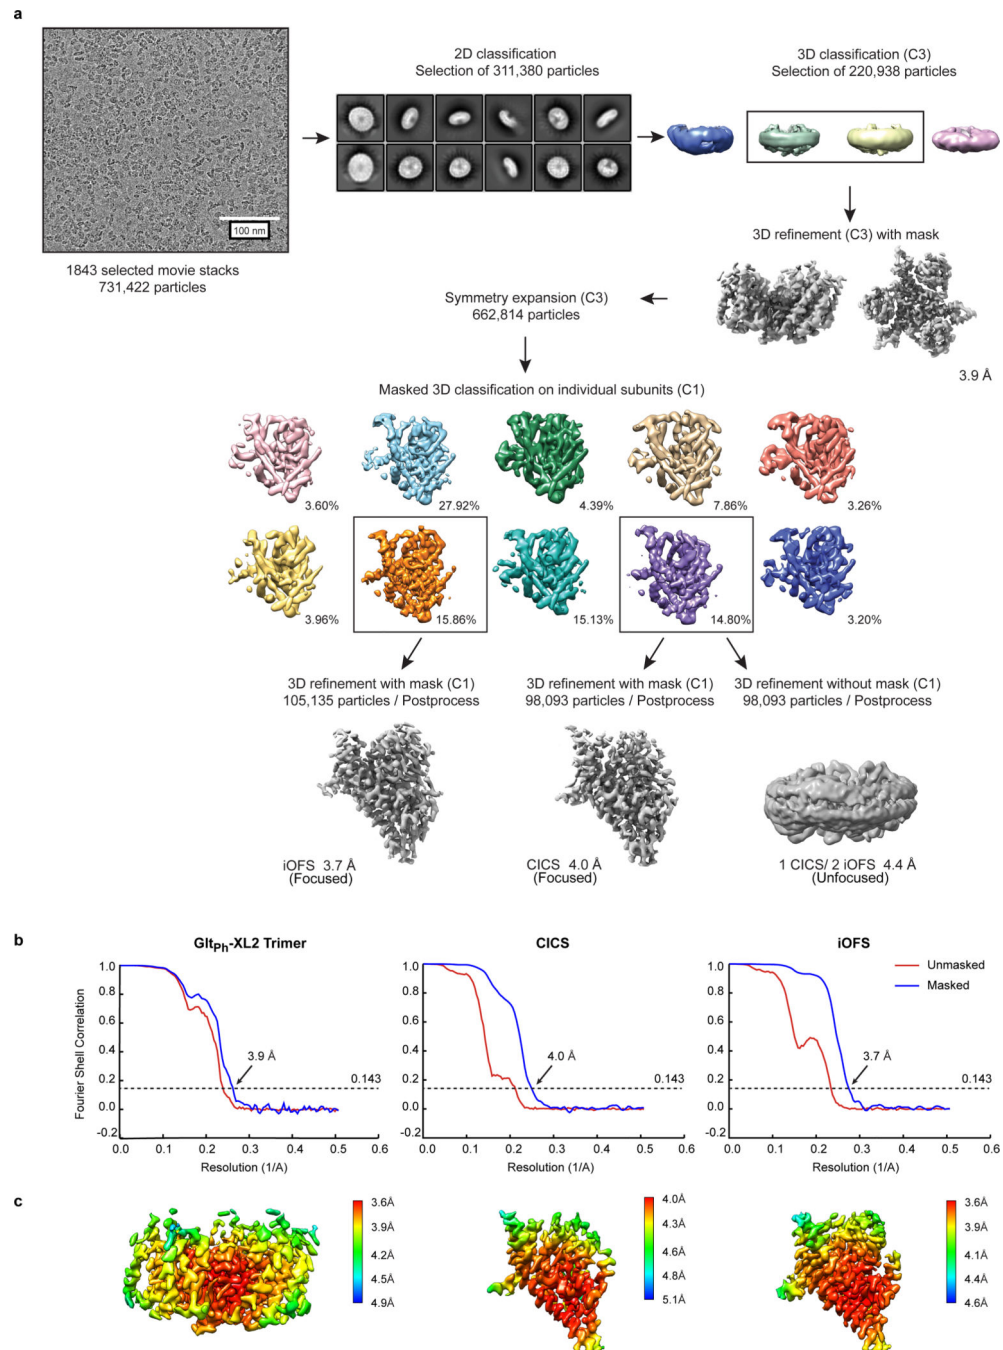 a
2D classification
Selection of 311,380 particles
3D classification (C3)
Selection of 220,938 particles
100 nm
1843 selected movie stacks
731,422 particles
3D refinement (C3) with mask
Symmetry expansion (C3)
662,814 particles
3.9 Å
Masked 3D classification on individual subunits (C1)
3.60%
27.92%
4.39%
7.86%
3.26%
3.96%
15.86%
15.13%
14.80%
3.20%
3D refinement with mask (C1)
105,135 particles / Postprocess
3D refinement with mask (C1)
98,093 particles / Postprocess
3D refinement without mask (C1)
98,093 particles / Postprocess
iOFS 3.7 Å
(Focused)
CICS 4.0 Å
(Focused)
1 CICS/ 2 iOFS 4.4 Å
(Unfocused)
b
GltPh-XL2 Trimer
CICS
iOFS
Unmasked
Masked
Fourier Shell Correlation
1.0
0.8
0.6
0.4
0.2
0.0
-0.2
3.9 Å
0.143
0.0 0.1 0.2 0.3 0.4 0.5 0.6
Resolution (1/A)
1.0
0.8
0.6
0.4
0.2
0.0
-0.2
4.0 Å
0.143
0.0 0.1 0.2 0.3 0.4 0.5 0.6
Resolution (1/A)
1.0
0.8
0.6
0.4
0.2
0.0
-0.2
3.7 Å
0.143
0.0 0.1 0.2 0.3 0.4 0.5 0.6
Resolution (1/A)
c
3.6Å
3.9Å
4.2Å
4.5Å
4.9Å
4.0Å
4.3Å
4.6Å
4.8Å
5.1Å
3.6Å
3.9Å
4.1Å
4.4Å
4.6Å